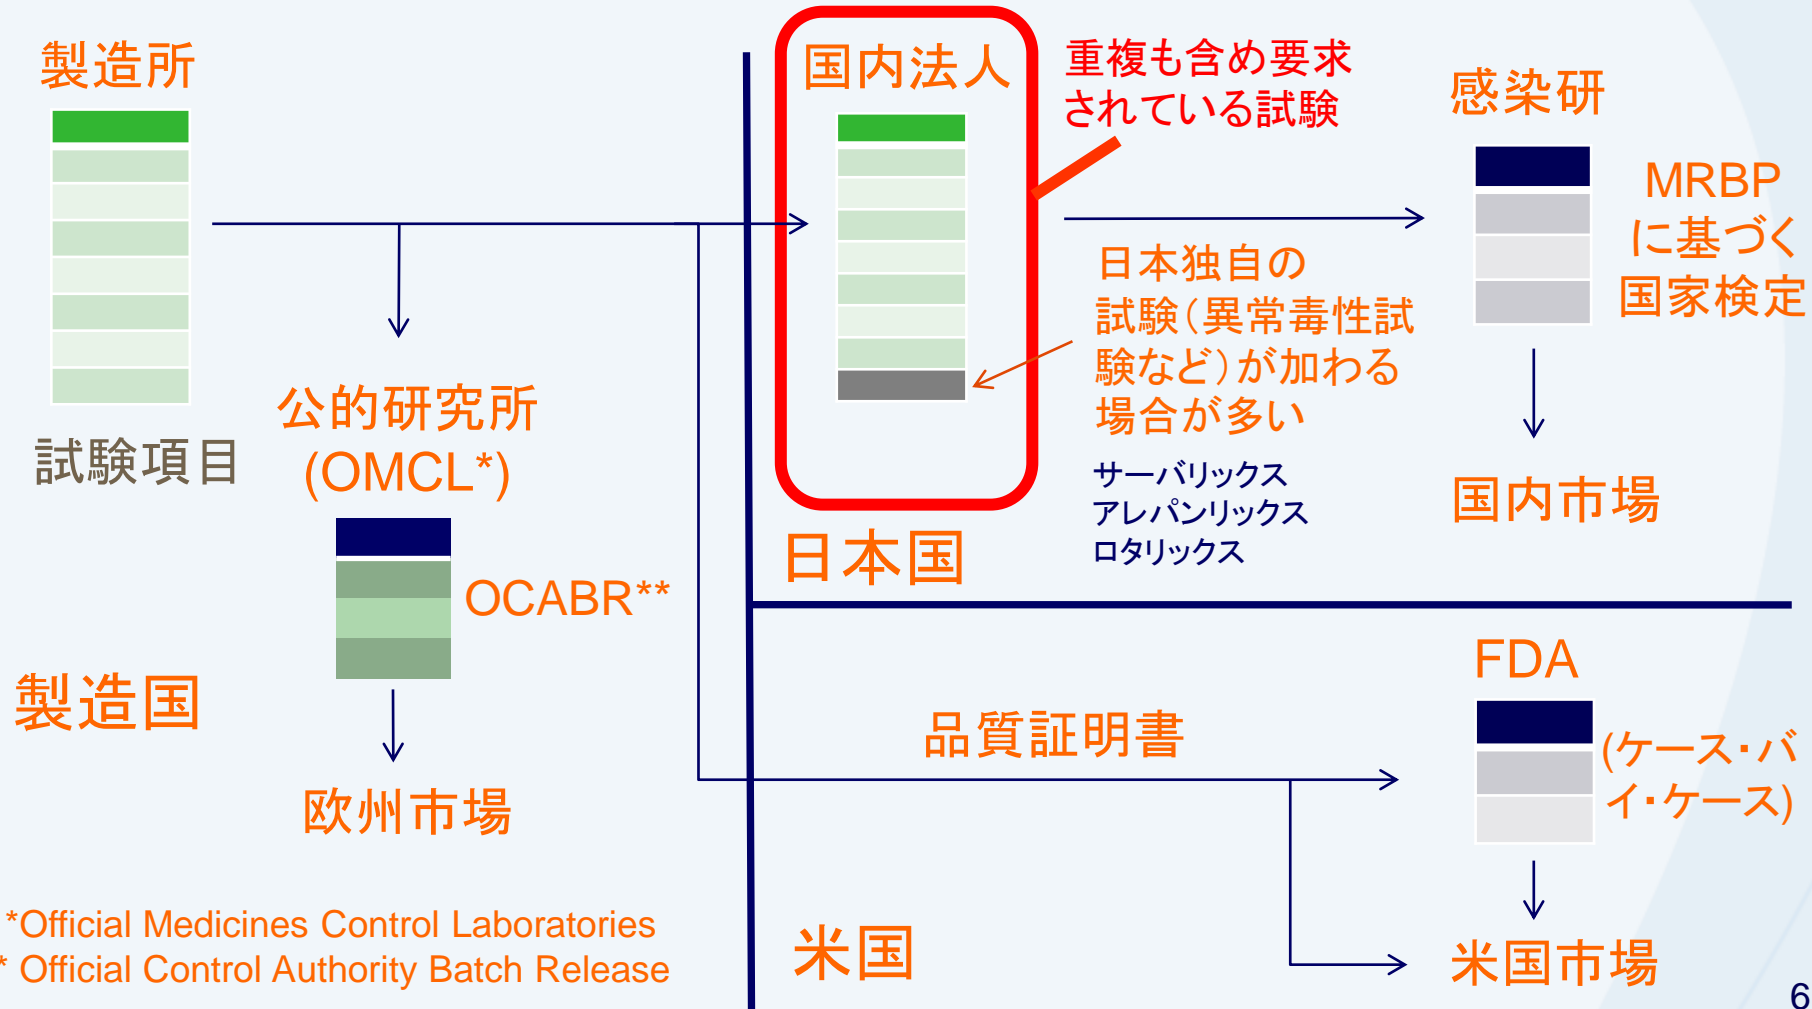 製造所
試験項目
公的研究所
(OMCL*)
OCABR**
製造国
欧州市場
*Official Medicines Control Laboratories
* Official Control Authority Batch Release
国内法人
重複も含め要求
されている試験
感染研
MRBP
に基づく
国家検定
日本独自の
試験（異常毒性試
験など）が加わる
場合が多い
サーバリックス
アレパンリックス
ロタリックス
国内市場
日本国
FDA
品質証明書
(ケース・バ
イ・ケース)
米国
米国市場
6